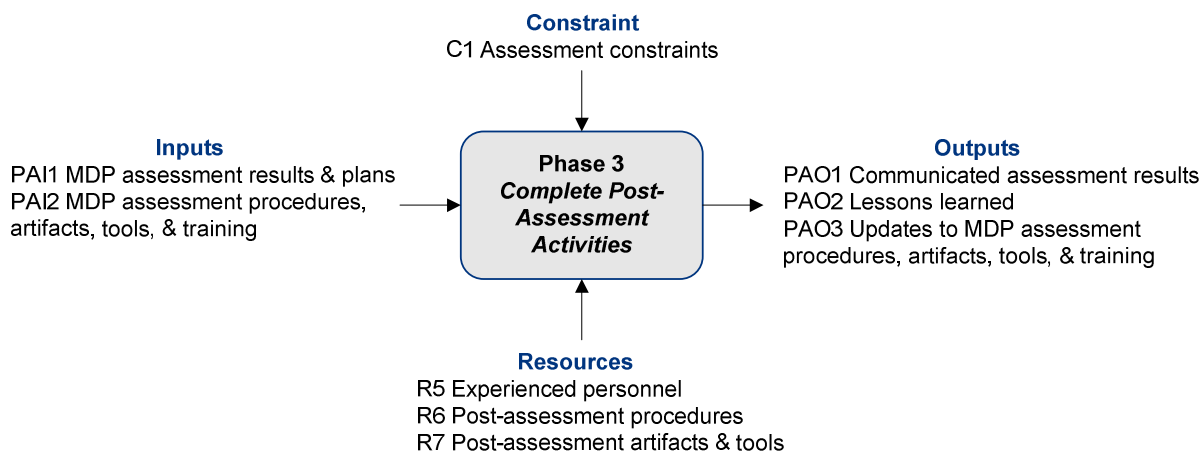 Constraint
C1 Assessment constraints
Inputs
PAI1 MDP assessment results & plans
PAI2 MDP assessment procedures,
artifacts, tools, & training
Phase 3
Complete Post-
Assessment
Activities
Outputs
PAO1 Communicated assessment results
PAO2 Lessons learned
PAO3 Updates to MDP assessment
procedures, artifacts, tools, & training
Resources
R5 Experienced personnel
R6 Post-assessment procedures
R7 Post-assessment artifacts & tools